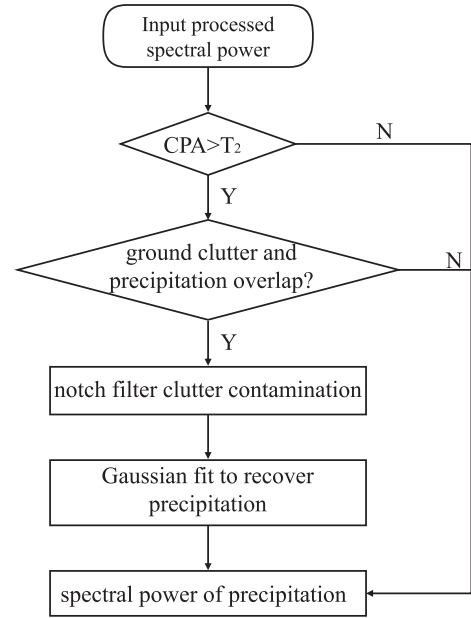 Input processed
spectral power
CPA>T2
N
Y
ground clutter and
precipitation overlap?
N
Y
notch filter clutter contamination
Gaussian fit to recover
precipitation
spectral power of precipitation